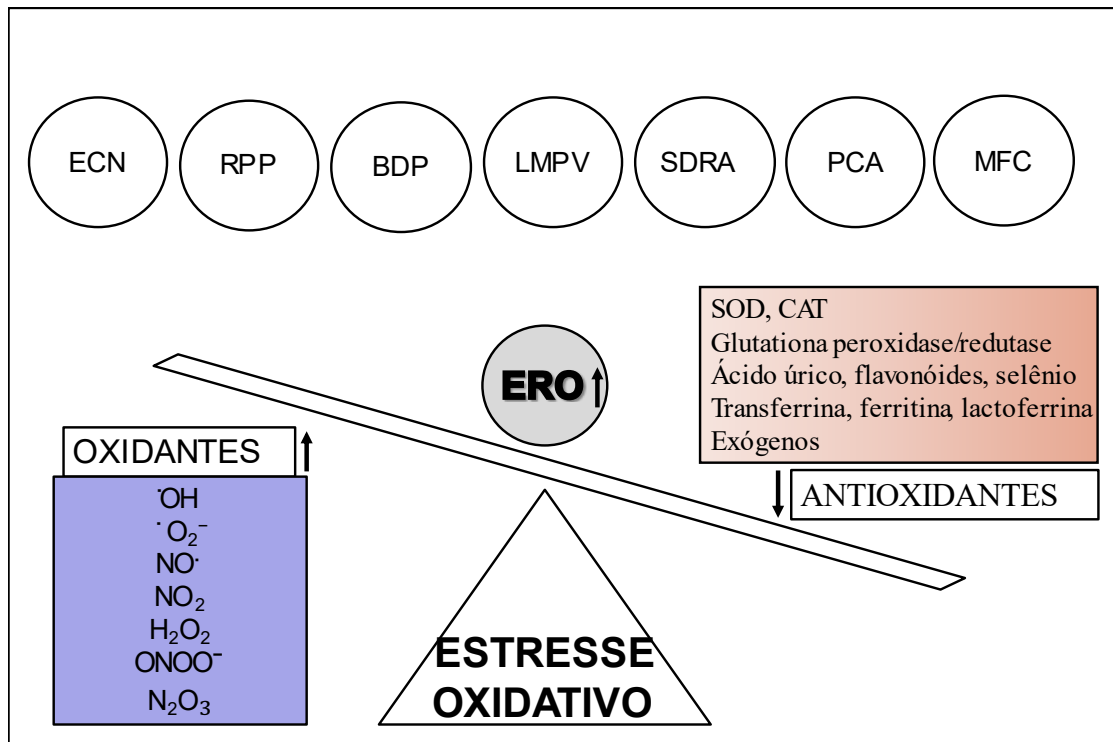 ECN RPP BDP LMPV SDRA PCA MFC
SOD, CAT
Glutationa peroxidase/redutase
Ácido úrico, flavonóides, selênio
Transferrina, ferritina, lactoferrina
Exógenos
ERO
OXIDANTES
ANTIOXIDANTES
˙OH
˙O₂⁻
NO˙
NO₂
H₂O₂
ONOO⁻
N₂O₃
ESTRESSE
OXIDATIVO